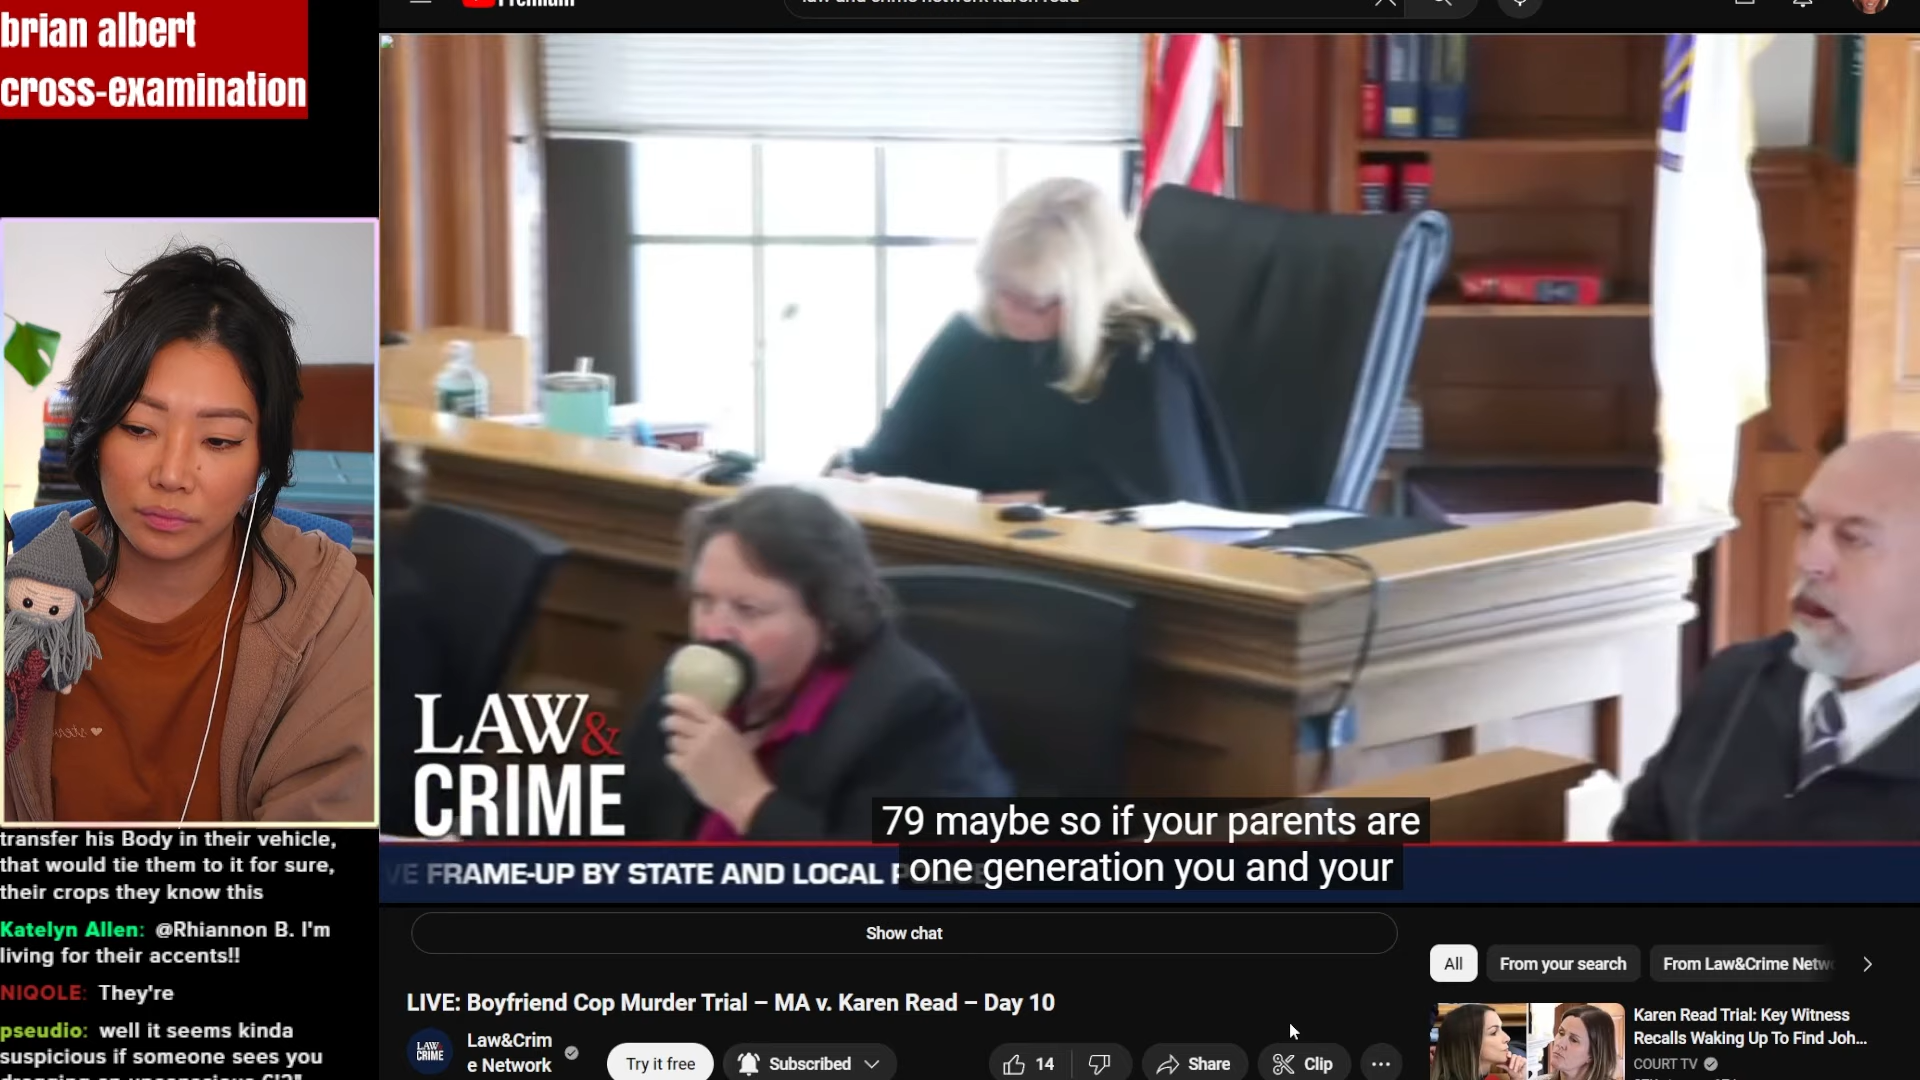 brian albert
cross-examination
LAW&
CRIME
79 maybe so if your parents are
one generation you and your
VE FRAME-UP BY STATE AND LOCAL
transfer his Body in their vehicle,
that would tie them to it for sure,
their crops they know this
Katelyn Allen: @Rhiannon B. I'm
living for their accents!!
NIQOLE: They're
pseudio: well it seems kinda
suspicious if someone sees you
Show chat
LIVE: Boyfriend Cop Murder Trial – MA v. Karen Read – Day 10
LAW&
CRIME
Law&Crim
e Network
Try it free
Subscribed
14
Share
Clip
All
From your search
From Law&Crime Netw
Karen Read Trial: Key Witness
Recalls Waking Up To Find Joh...
COURT TV